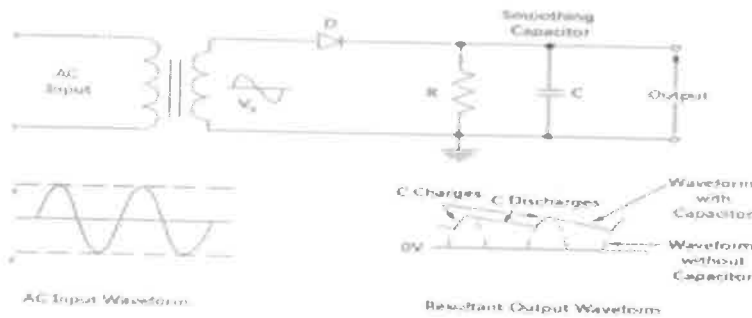 D
Smoothing
Capacitor
AC
Input
Vs
R
C
Output
C Charges
C Discharges
Waveform
with
Capacitor
0V
Waveform
without
Capacitor
AC Input Waveform
Resultant Output Waveform